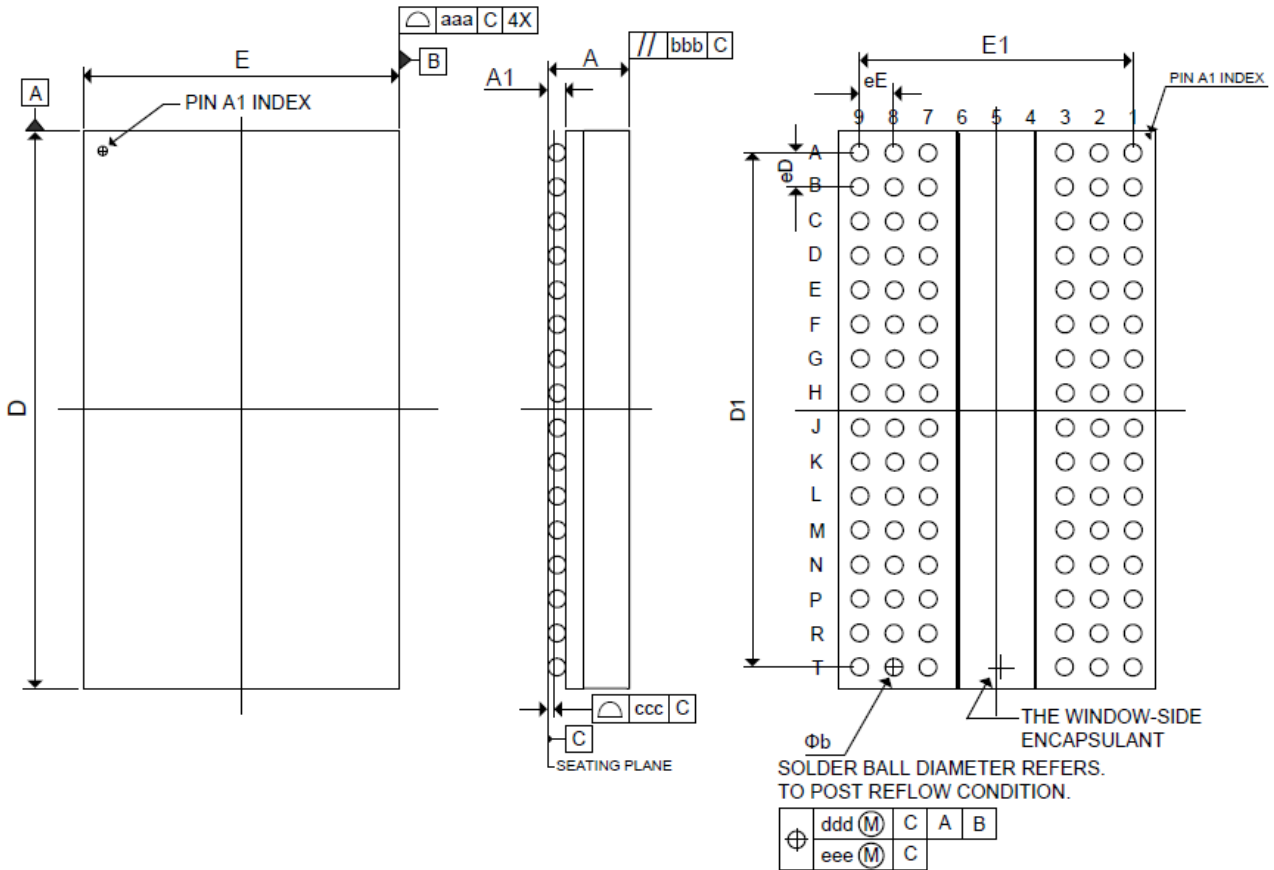 ⌓ aaa C 4X
E
B
A
PIN A1 INDEX
D
A
// bbb C
A1
⌓ ccc C
C
SEATING PLANE
E1
eE
PIN A1 INDEX
9 8 7 6 5 4 3 2 1
eD
D1
A
B
C
D
E
F
G
H
J
K
L
M
N
P
R
T
THE WINDOW-SIDE
ENCAPSULANT
Φb
SOLDER BALL DIAMETER REFERS.
TO POST REFLOW CONDITION.
⌖ ddd Ⓜ C A B
eee Ⓜ C